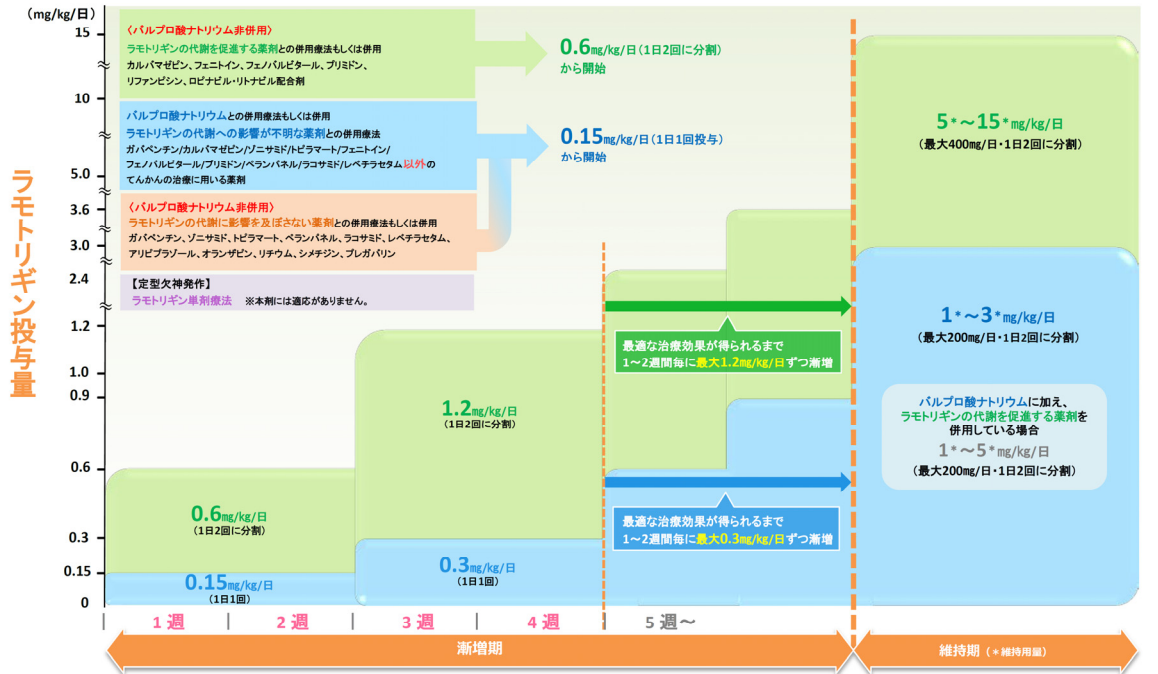 (mg/kg/日)
15
10
5.0
3.6
3.0
2.4
1.2
1.0
0.9
0.6
0.3
0.15
0
ラモトリギン投与量
〈バルプロ酸ナトリウム非併用〉
ラモトリギンの代謝を促進する薬剤との併用療法もしくは併用
カルバマゼピン、フェニトイン、フェノバルビタール、プリミドン、
リファンピシン、ロピナビル・リトナビル配合剤
0.6mg/kg/日(1日2回に分割)
から開始
バルプロ酸ナトリウムとの併用療法もしくは併用
ラモトリギンの代謝への影響が不明な薬剤との併用療法
ガバペンチン/カルバマゼピン/ゾニサミド/トピラマート/フェニトイン/
フェノバルビタール/プリミドン/ペランパネル/ラコサミド/レベチラセタム以外の
てんかんの治療に用いる薬剤
0.15mg/kg/日(1日1回投与)
から開始
〈バルプロ酸ナトリウム非併用〉
ラモトリギンの代謝に影響を及ぼさない薬剤との併用療法もしくは併用
ガバペンチン、ゾニサミド、トピラマート、ペランパネル、ラコサミド、レベチラセタム、
アリピプラゾール、オランザピン、リチウム、シメチジン、プレガバリン
【定型欠神発作】
ラモトリギン単剤療法 ※本剤には適応がありません。
5*～15*mg/kg/日
(最大400mg/日・1日2回に分割)
最適な治療効果が得られるまで
1～2週間毎に最大1.2mg/kg/日ずつ漸増
1*～3*mg/kg/日
(最大200mg/日・1日2回に分割)
バルプロ酸ナトリウムに加え、
ラモトリギンの代謝を促進する薬剤を
併用している場合
1*～5*mg/kg/日
(最大200mg/日・1日2回に分割)
1.2mg/kg/日
(1日2回に分割)
0.6mg/kg/日
(1日2回に分割)
最適な治療効果が得られるまで
1～2週間毎に最大0.3mg/kg/日ずつ漸増
0.3mg/kg/日
(1日1回)
0.15mg/kg/日
(1日1回)
1週
2週
3週
4週
5週～
漸増期
維持期(*維持用量)